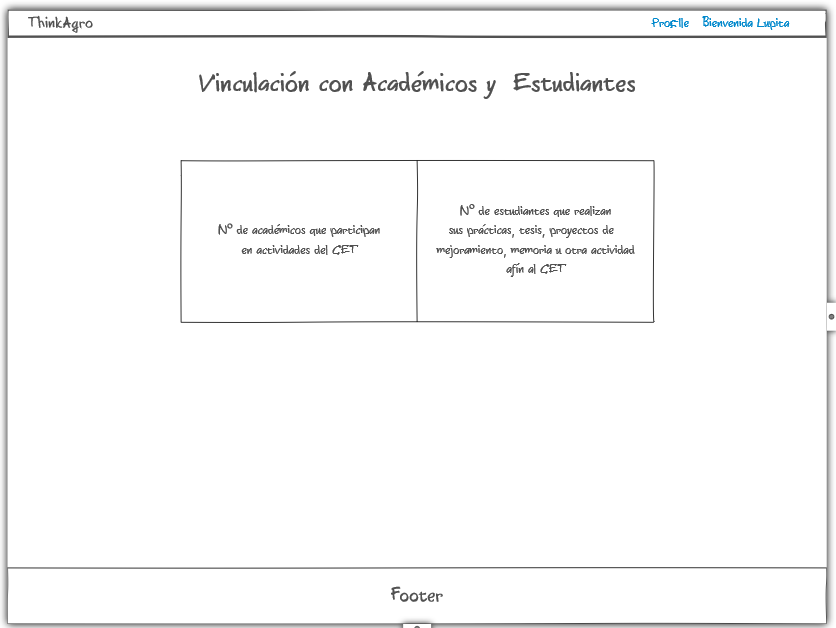 ThinkAgro
Profile Bienvenida Lupita
Vinculación con Académicos y Estudiantes
Nº de académicos que participan
en actividades del CET
Nº de estudiantes que realizan
sus prácticas, tesis, proyectos de
mejoramiento, memoria u otra actividad
afín al CET
Footer